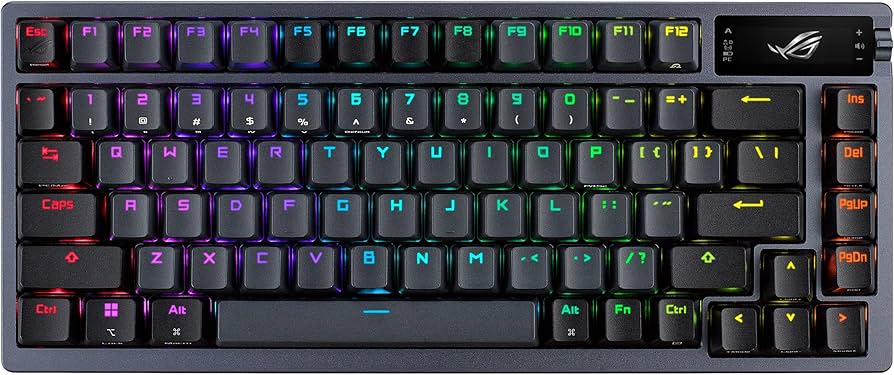 Esc F1 F2 F3 F4 F5 F6 F7 F8 F9 F10 F11 F12 A +
PC −
1 2 3 4 5 6 7 8 9 0 - _ = + Ins
! @ # $ % ^ & * ( )
Q W E R T Y U I O P [ { ] } \ | Del
Caps A S D F G H J K L ; : ' " PgUp
Z X C V B N M , < . > / ? PgDn
Ctrl Alt Alt Fn Ctrl
⌥ ⌘ ⌘